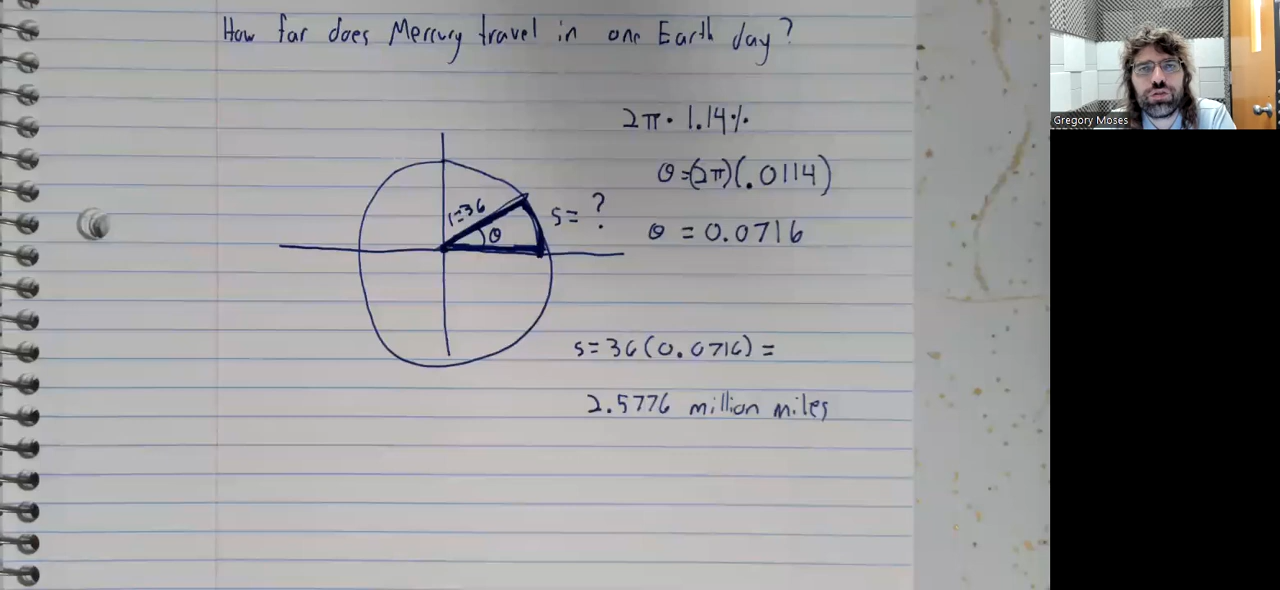 How far does Mercury travel in one Earth day?
2π · 1.14%
θ=(2π)(.0114)
r=36
s= ?
θ
θ = 0.0716
s=36(0.0716)=
2.5776 million miles
Gregory Moses